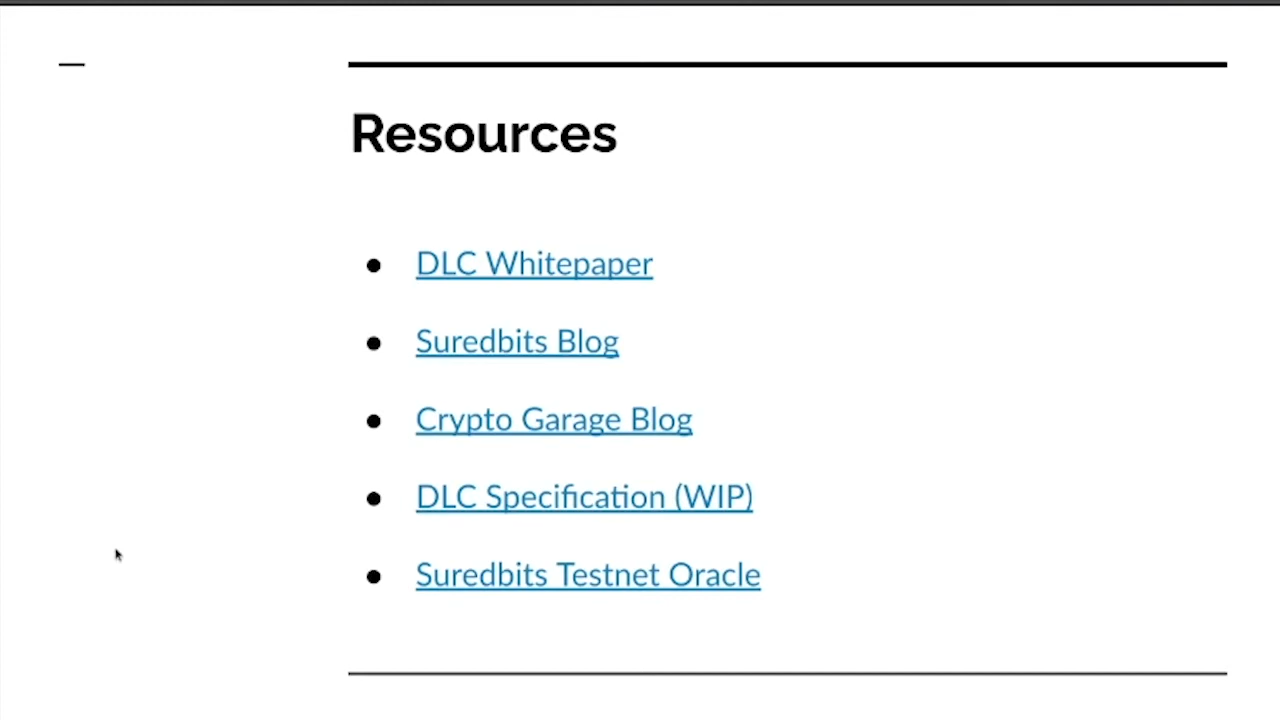 Resources
DLC Whitepaper
Suredbits Blog
Crypto Garage Blog
DLC Specification (WIP)
Suredbits Testnet Oracle